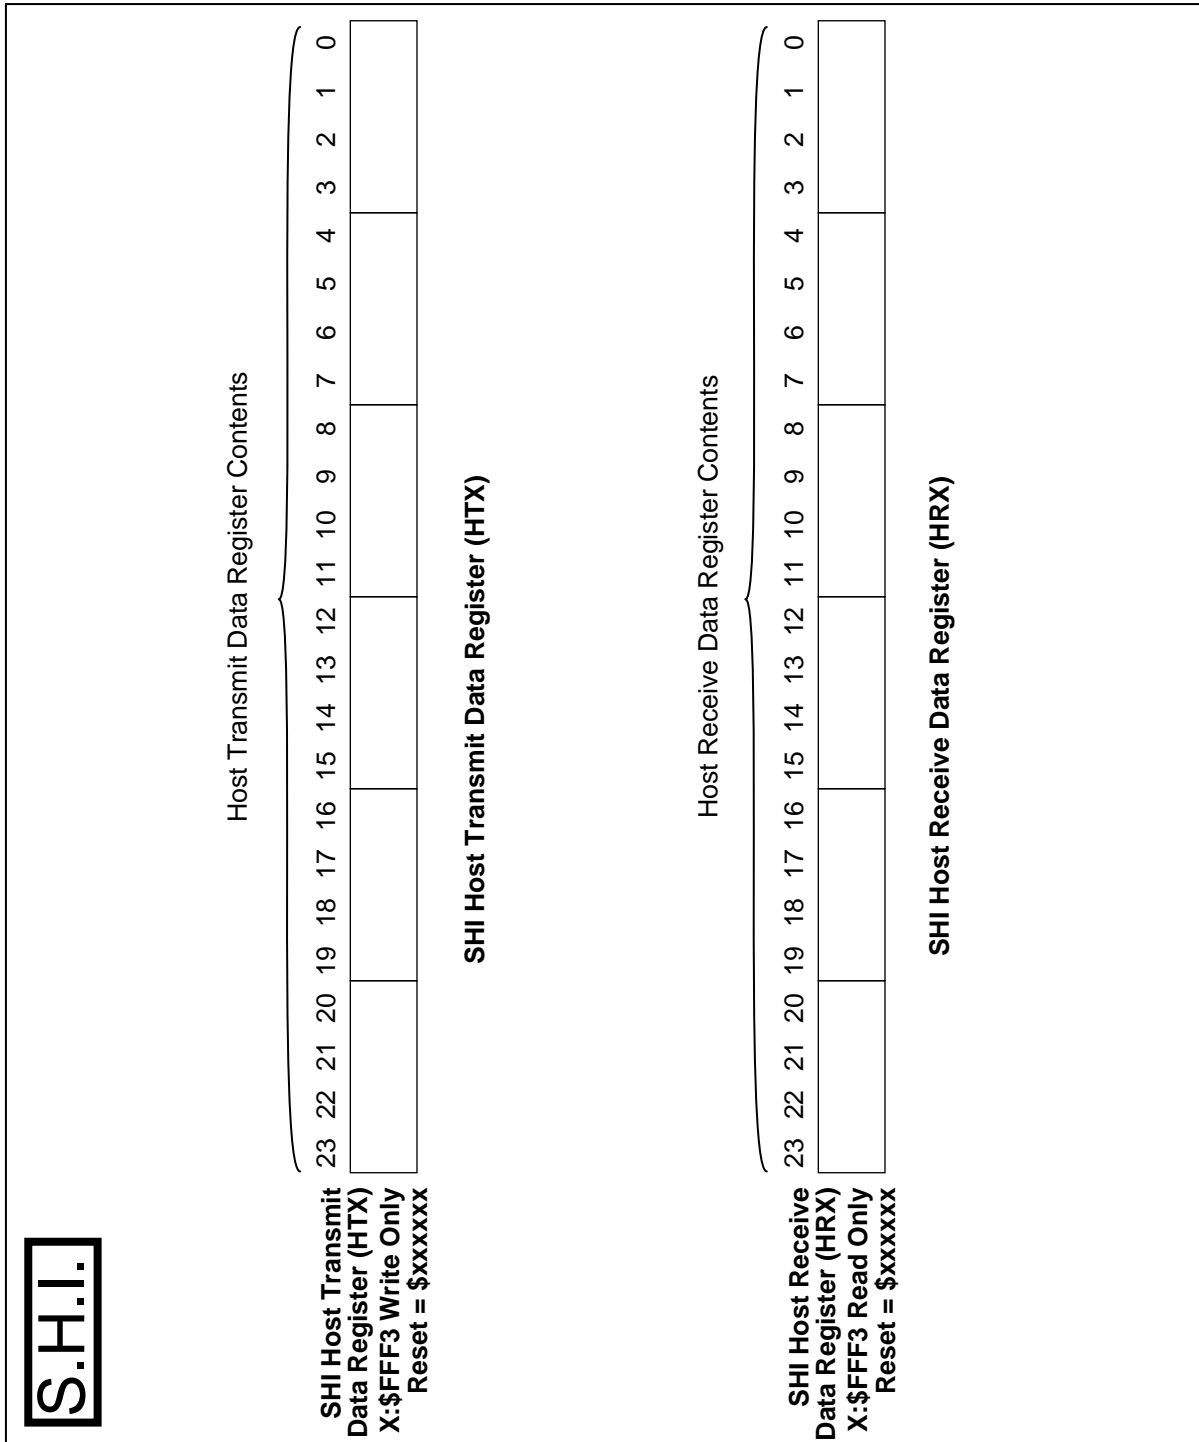 S.H.I.
Host Transmit Data Register Contents
23 22 21 20 19 18 17 16 15 14 13 12 11 10 9 8 7 6 5 4 3 2 1 0
SHI Host Transmit
Data Register (HTX)
X:$FFF3 Write Only
Reset = $xxxxxx
SHI Host Transmit Data Register (HTX)
Host Receive Data Register Contents
23 22 21 20 19 18 17 16 15 14 13 12 11 10 9 8 7 6 5 4 3 2 1 0
SHI Host Receive
Data Register (HRX)
X:$FFF3 Read Only
Reset = $xxxxxx
SHI Host Receive Data Register (HRX)